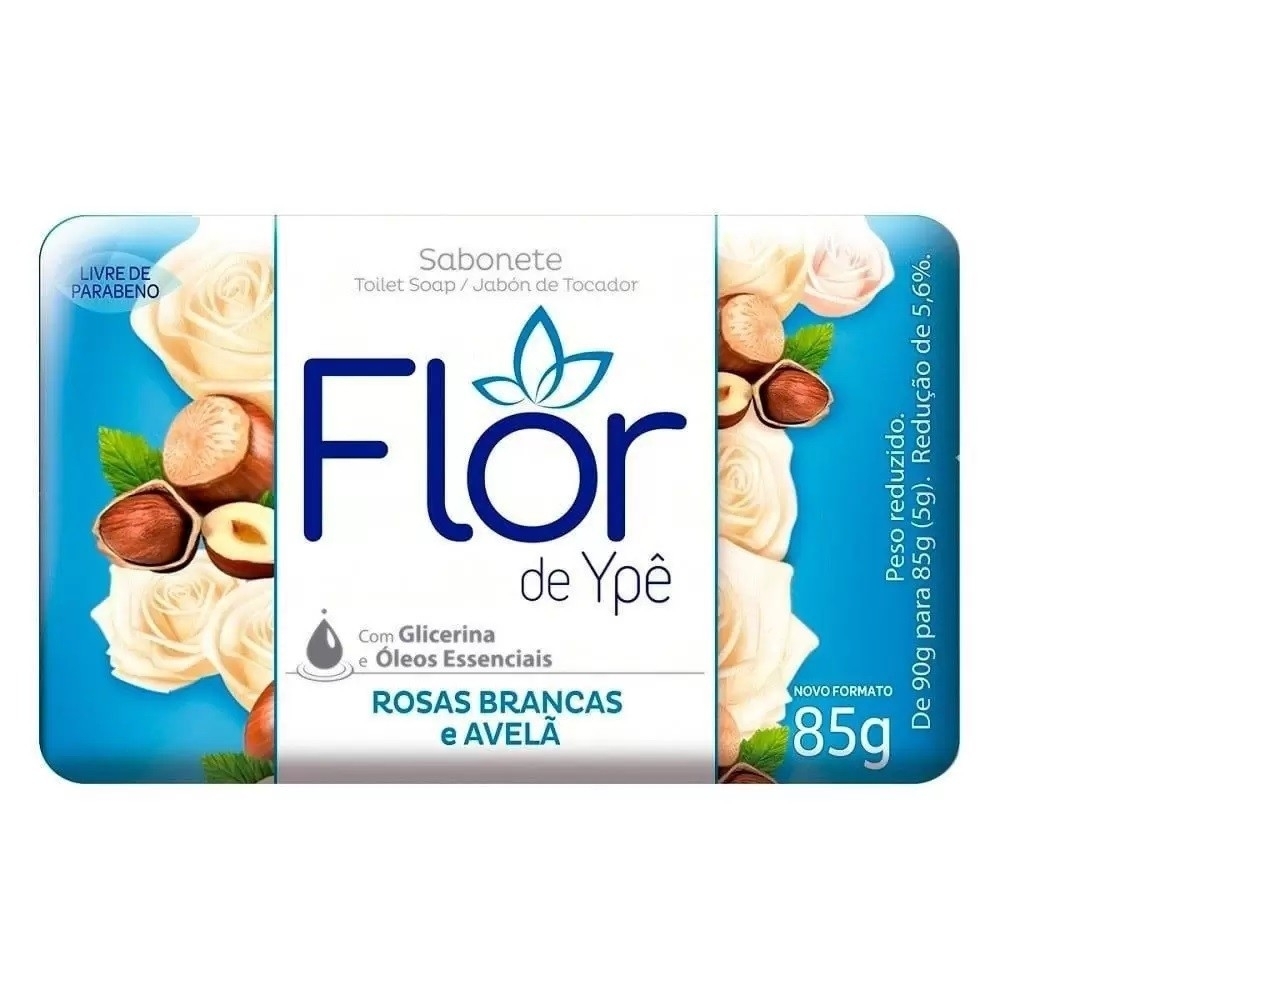 LIVRE DE
PARABENO
Sabonete
Toilet Soap / Jabón de Tocador
Flor
de Ypê
Com Glicerina
e Óleos Essenciais
ROSAS BRANCAS
e AVELÃ
Peso reduzido.
De 90g para 85g (5g). Redução de 5,6%.
NOVO FORMATO
85g